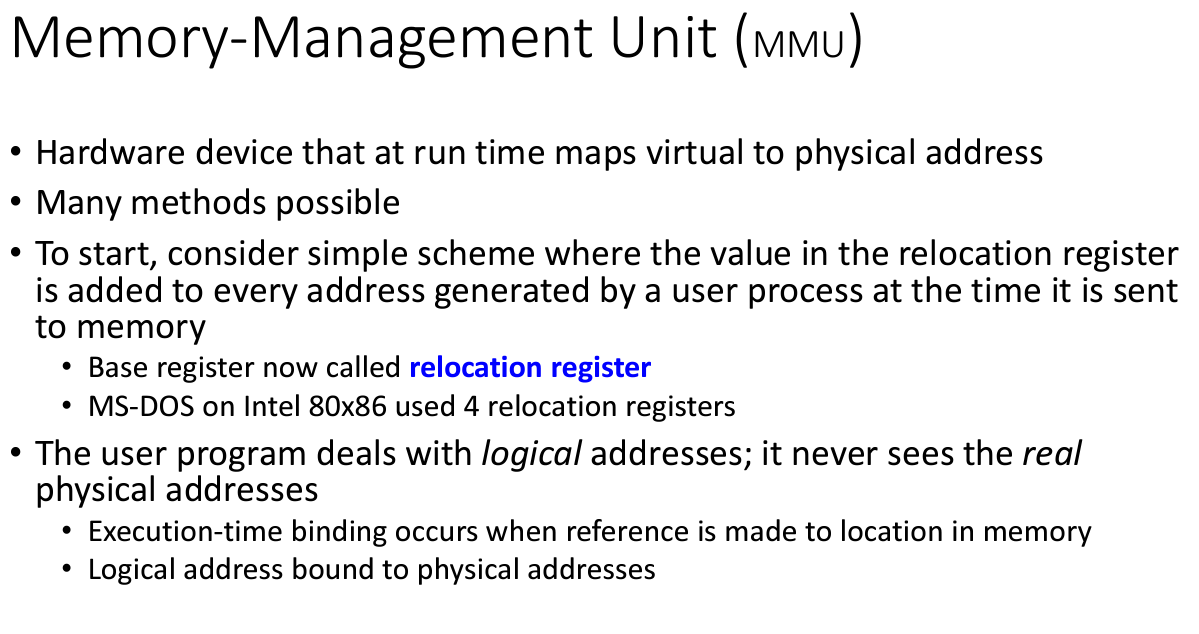 Memory-Management Unit (MMU)
• Hardware device that at run time maps virtual to physical address
• Many methods possible
• To start, consider simple scheme where the value in the relocation register
is added to every address generated by a user process at the time it is sent
to memory
• Base register now called relocation register
• MS-DOS on Intel 80x86 used 4 relocation registers
• The user program deals with logical addresses; it never sees the real
physical addresses
• Execution-time binding occurs when reference is made to location in memory
• Logical address bound to physical addresses